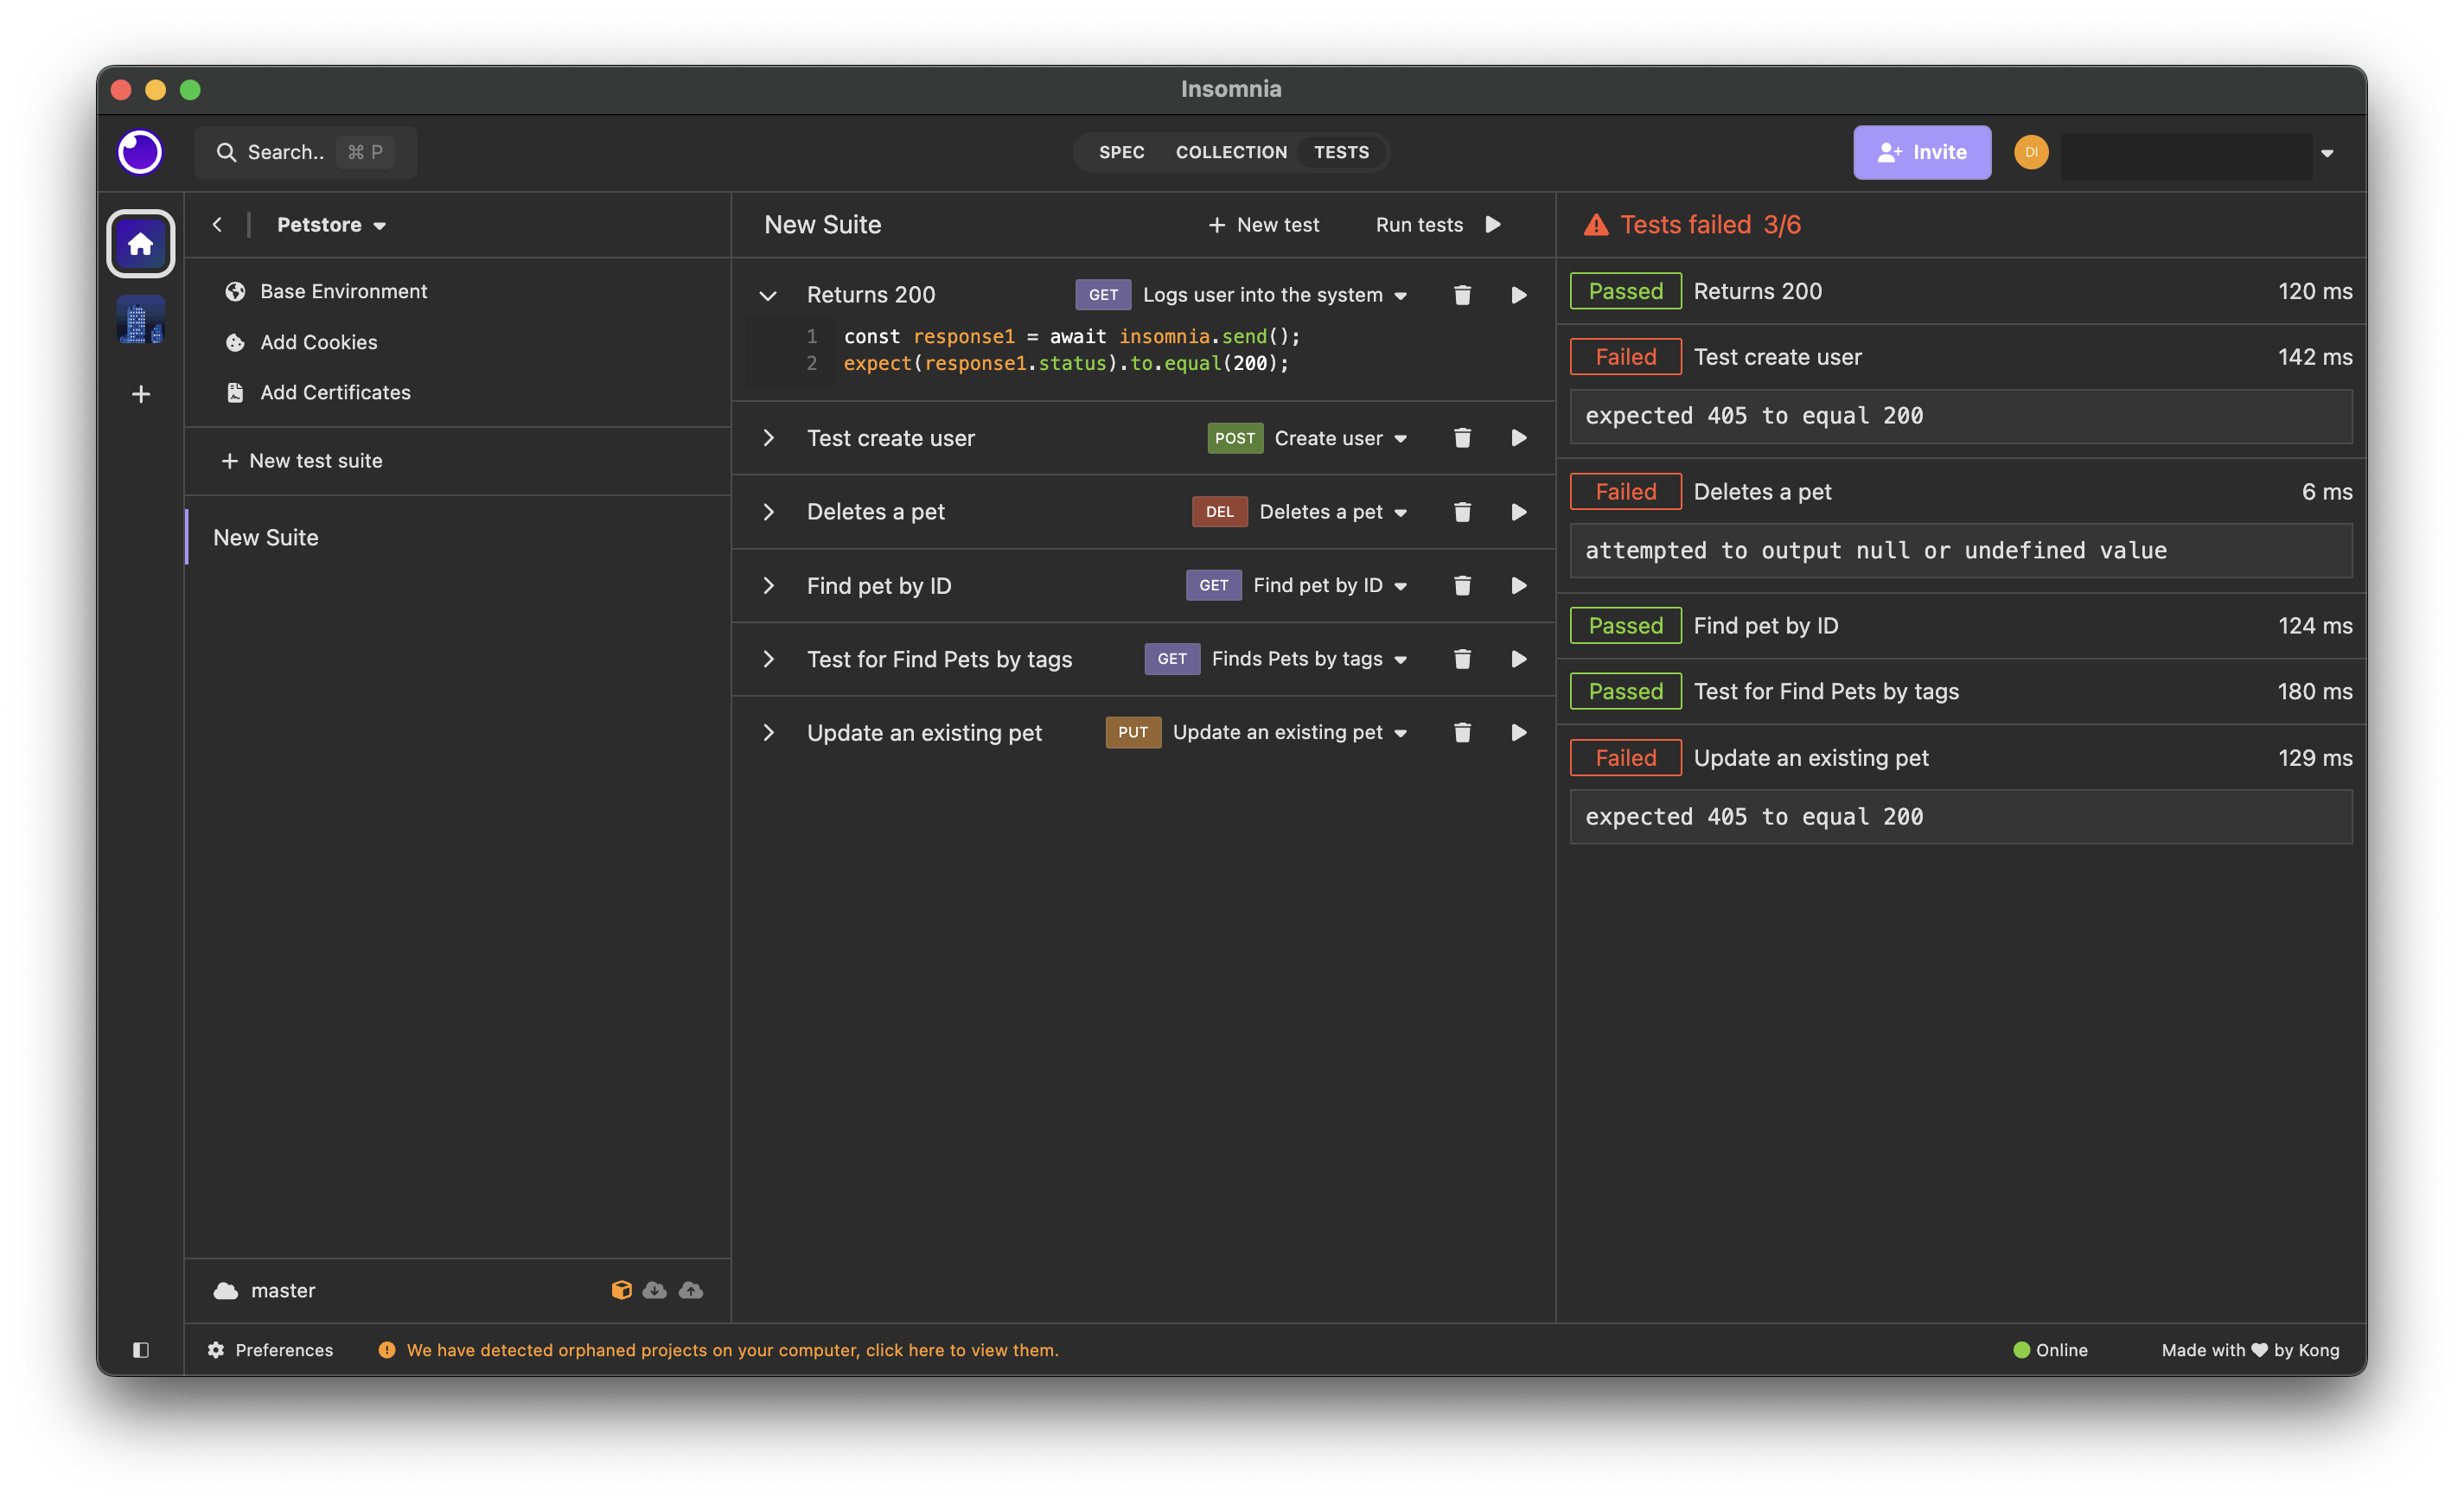 Insomnia
Search.. ⌘ P
SPEC COLLECTION TESTS
Invite
DI
Petstore
Base Environment
Add Cookies
Add Certificates
New test suite
New Suite
master
New Suite
New test
Run tests
Returns 200 GET Logs user into the system
1 const response1 = await insomnia.send();
2 expect(response1.status).to.equal(200);
Test create user POST Create user
Deletes a pet DEL Deletes a pet
Find pet by ID GET Find pet by ID
Test for Find Pets by tags GET Finds Pets by tags
Update an existing pet PUT Update an existing pet
Tests failed 3/6
Passed Returns 200 120 ms
Failed Test create user 142 ms
expected 405 to equal 200
Failed Deletes a pet 6 ms
attempted to output null or undefined value
Passed Find pet by ID 124 ms
Passed Test for Find Pets by tags 180 ms
Failed Update an existing pet 129 ms
expected 405 to equal 200
Preferences
We have detected orphaned projects on your computer, click here to view them.
Online
Made with ♥ by Kong